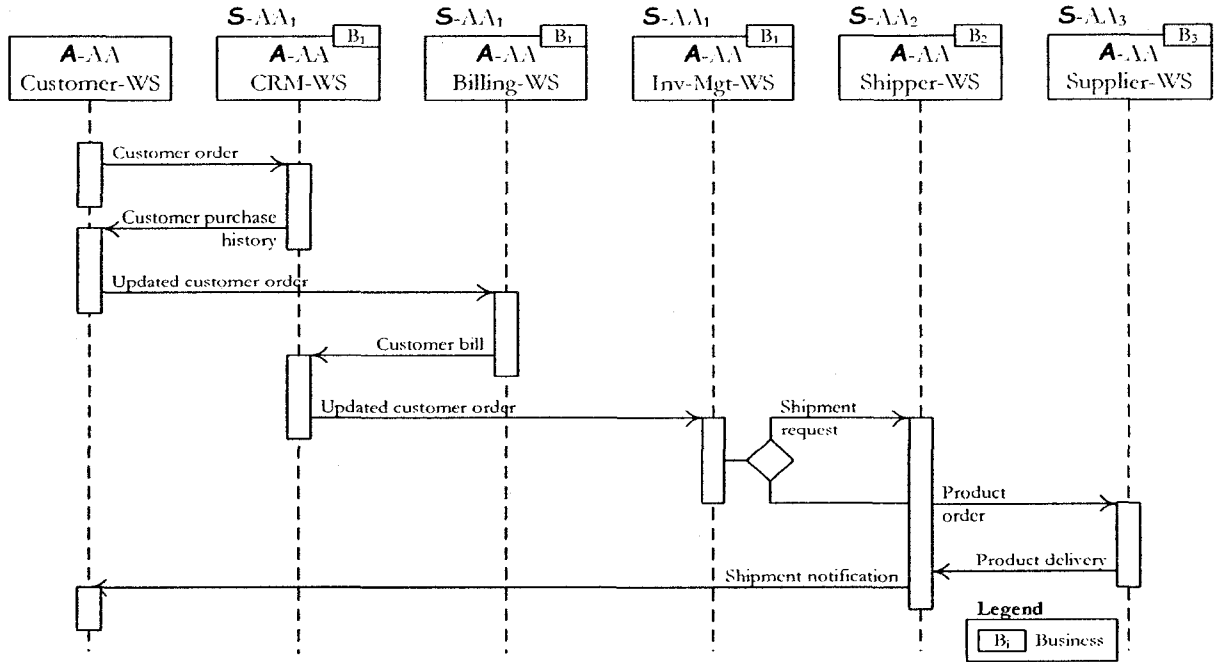 S-AA₁ S-AA₁ S-AA₁ S-AA₂ S-AA₃
B₁ B₁ B₁ B₂ B₃
A-AA A-AA A-AA A-AA A-AA A-AA
Customer-WS CRM-WS Billing-WS Inv-Mgt-WS Shipper-WS Supplier-WS
Customer order
Customer purchase
history
Updated customer order
Customer bill
Updated customer order
Shipment
request
Product
order
Product delivery
Shipment notification
Legend
Bᵢ Business